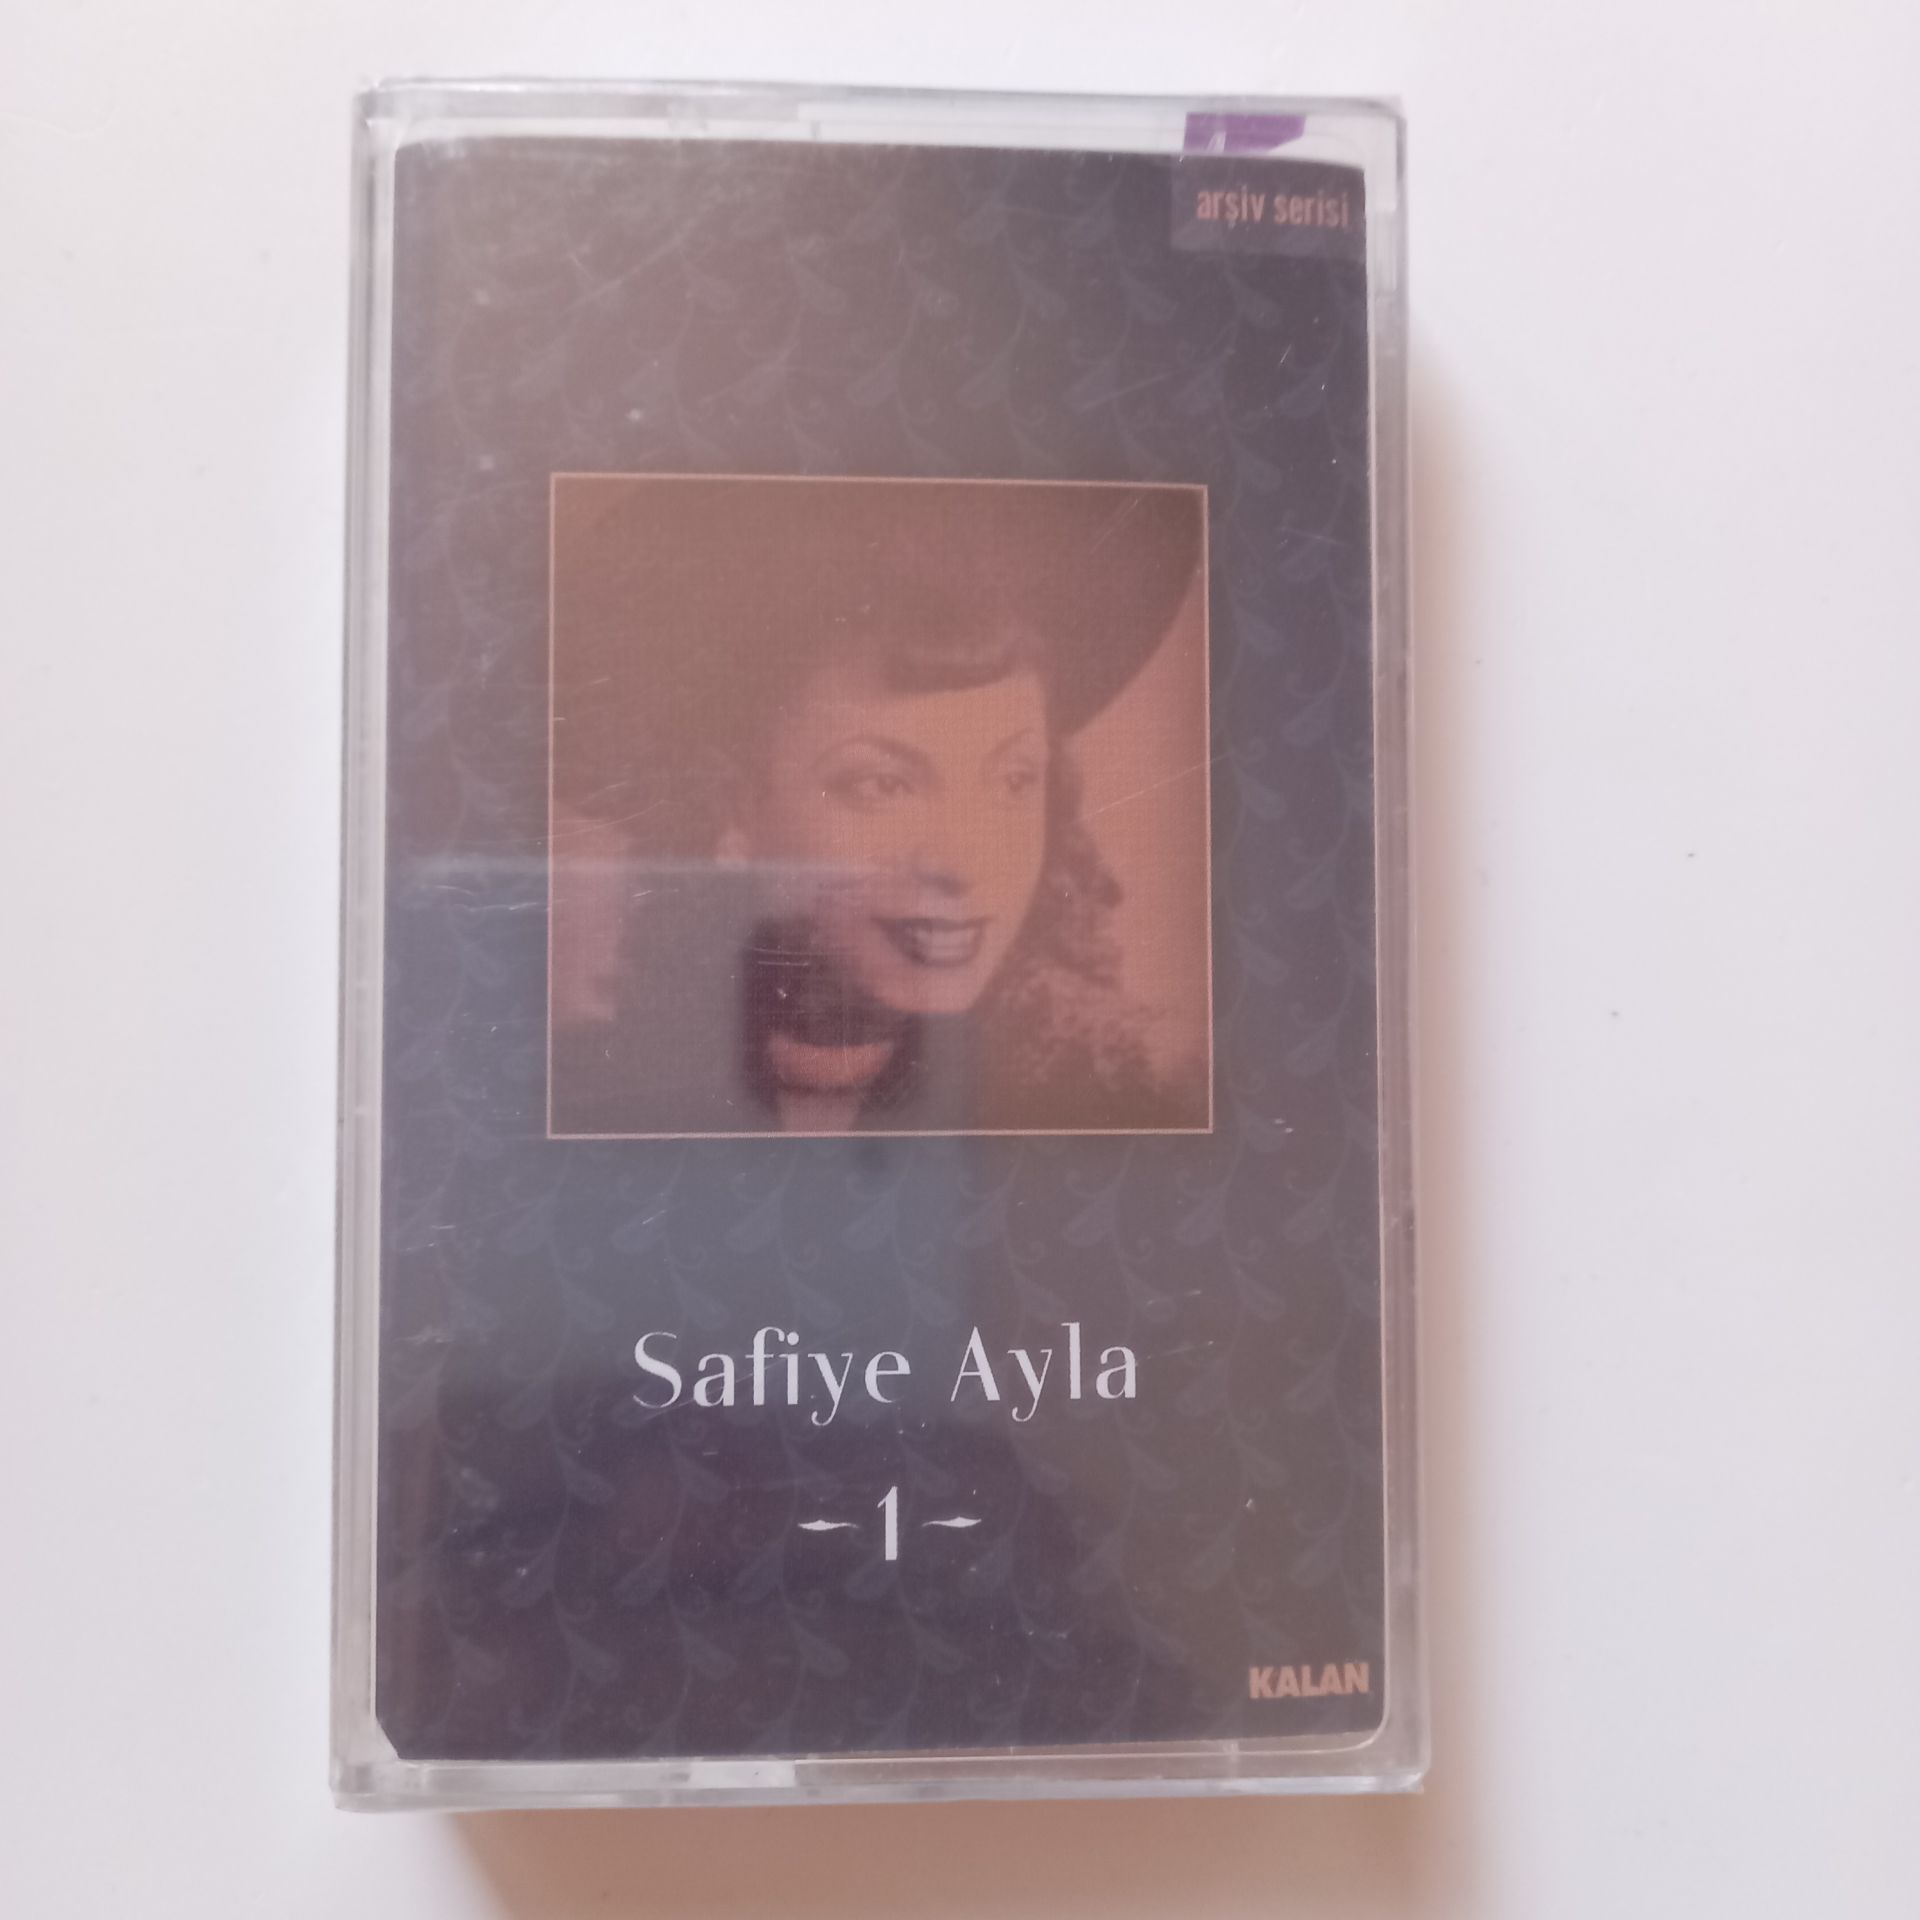 arşiv serisi
Safiye Ayla
-1-
KALAN